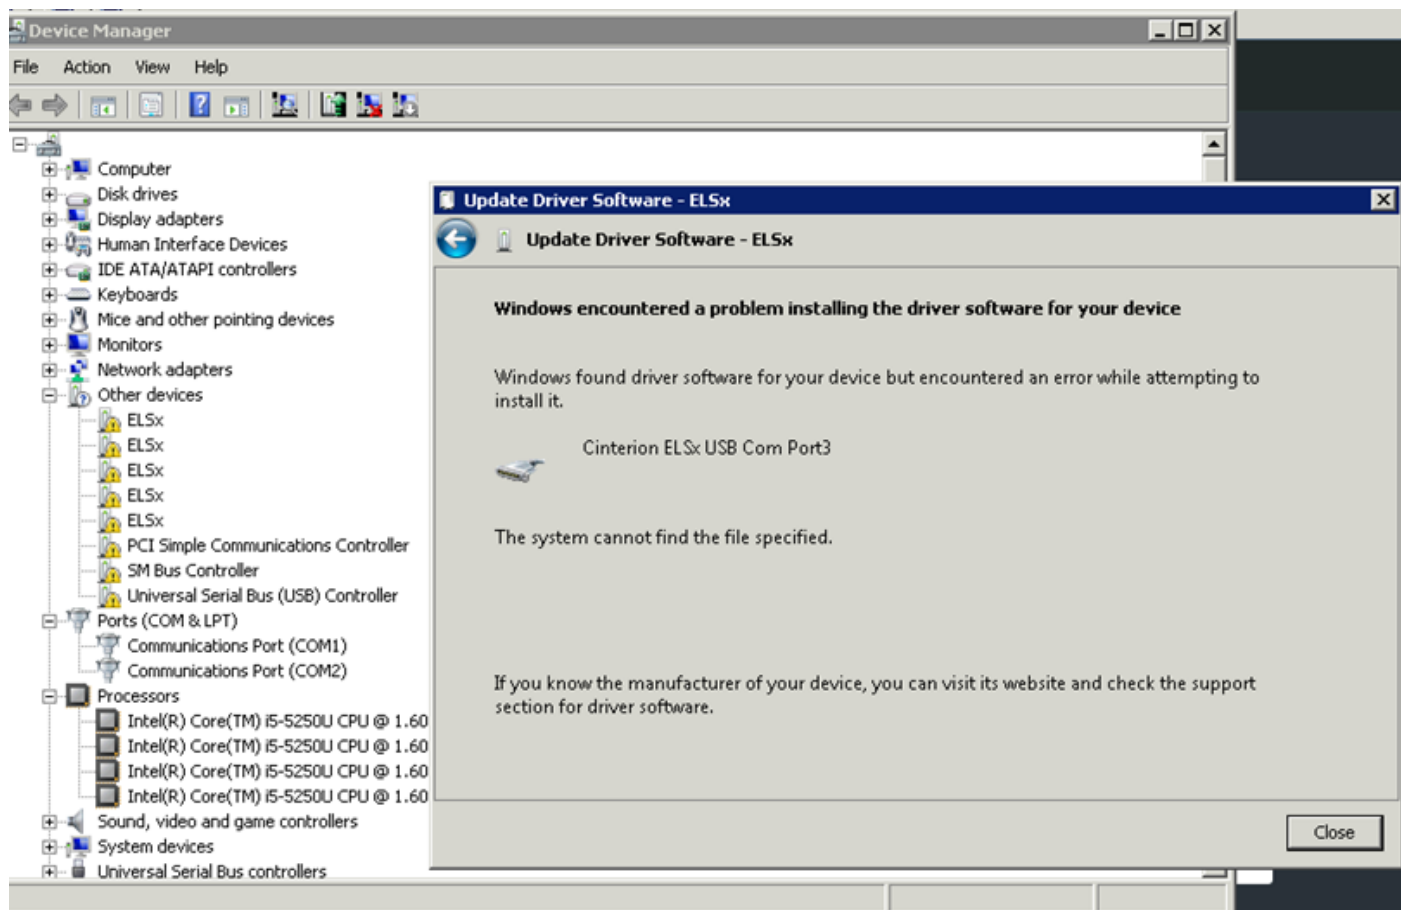 Device Manager
File Action View Help
Computer
Disk drives
Display adapters
Human Interface Devices
IDE ATA/ATAPI controllers
Keyboards
Mice and other pointing devices
Monitors
Network adapters
Other devices
ELSx
ELSx
ELSx
ELSx
ELSx
PCI Simple Communications Controller
SM Bus Controller
Universal Serial Bus (USB) Controller
Ports (COM & LPT)
Communications Port (COM1)
Communications Port (COM2)
Processors
Intel(R) Core(TM) i5-5250U CPU @ 1.60
Intel(R) Core(TM) i5-5250U CPU @ 1.60
Intel(R) Core(TM) i5-5250U CPU @ 1.60
Intel(R) Core(TM) i5-5250U CPU @ 1.60
Sound, video and game controllers
System devices
Universal Serial Bus controllers
Update Driver Software - ELSx
Update Driver Software - ELSx
Windows encountered a problem installing the driver software for your device
Windows found driver software for your device but encountered an error while attempting to
install it.
Cinterion ELSx USB Com Port3
The system cannot find the file specified.
If you know the manufacturer of your device, you can visit its website and check the support
section for driver software.
Close